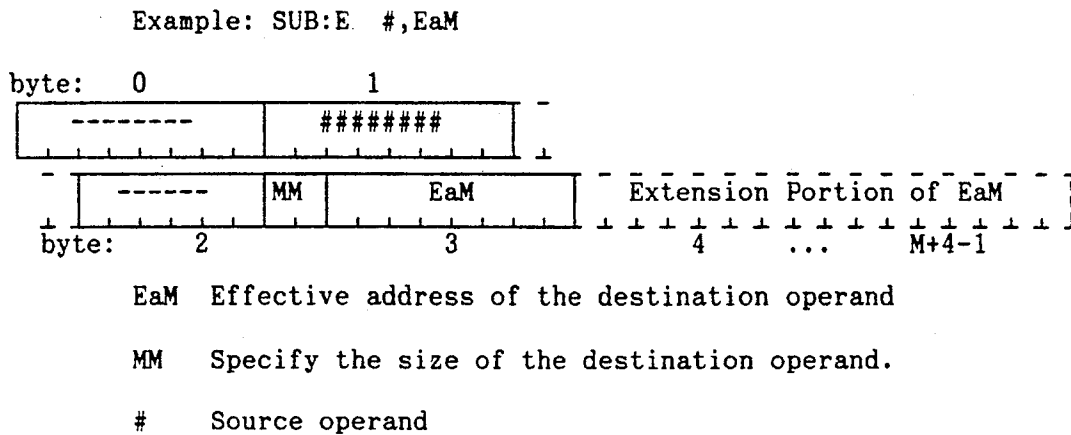 Example: SUB:E #,EaM
byte: 0 1
-------- ########
------ MM EaM Extension Portion of EaM
byte: 2 3 4 ... M+4-1
EaM Effective address of the destination operand
MM Specify the size of the destination operand.
# Source operand